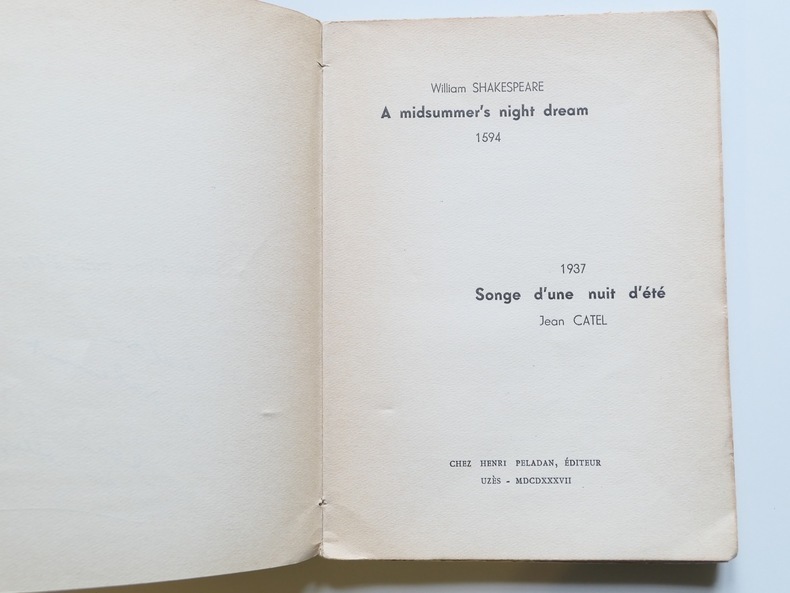 William SHAKESPEARE
A midsummer's night dream
1594
1937
Songe d'une nuit d'été
Jean CATEL
CHEZ HENRI PELADAN, ÉDITEUR
UZÈS - MDCDXXXVII